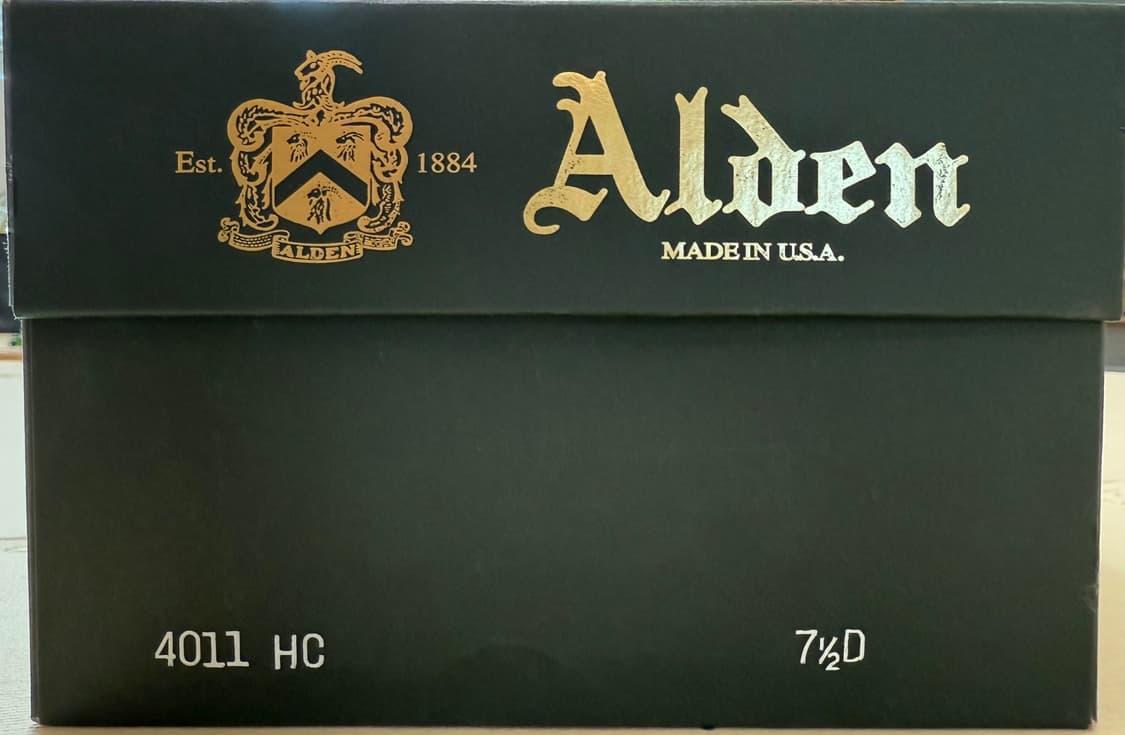 Est. 1884
ALDEN
Alden
MADE IN U.S.A.
4011 HC
7½D